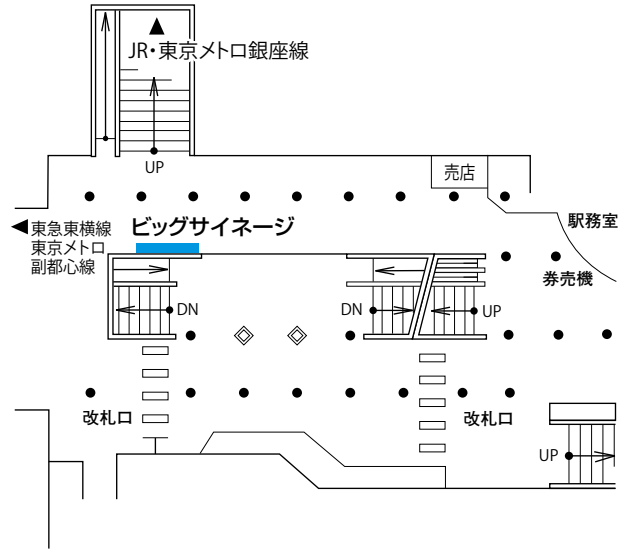 JR・東京メトロ銀座線
UP
売店
駅務室
東急東横線
東京メトロ
副都心線
ビッグサイネージ
券売機
DN
DN
UP
改札口
改札口
UP